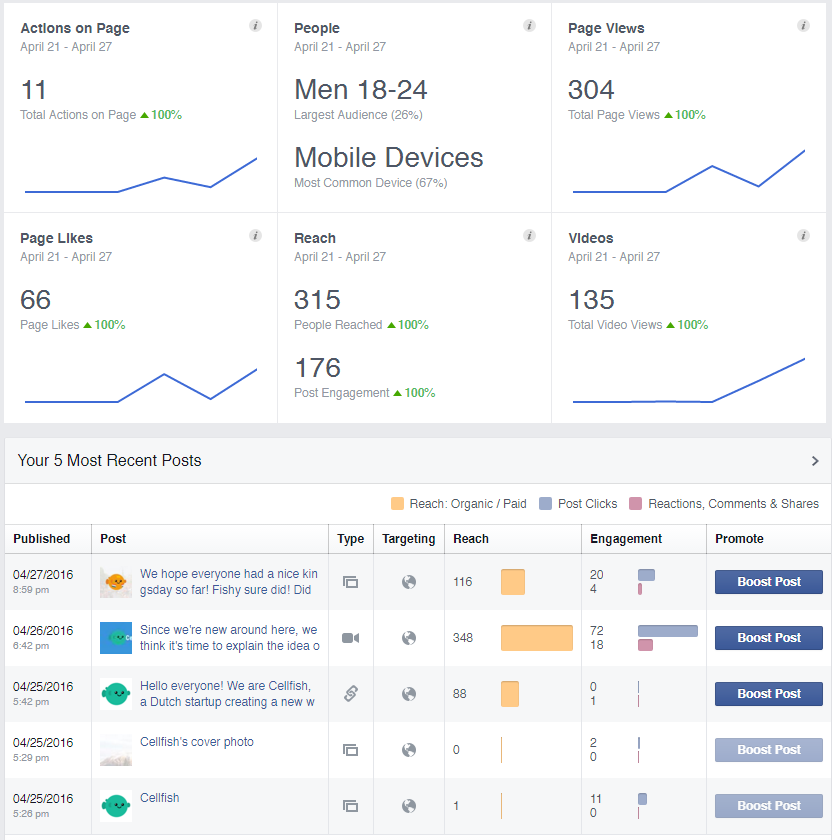 Actions on Page
April 21 - April 27
11
Total Actions on Page ▲ 100%
People
April 21 - April 27
Men 18-24
Largest Audience (26%)
Mobile Devices
Most Common Device (67%)
Page Views
April 21 - April 27
304
Total Page Views ▲ 100%
Page Likes
April 21 - April 27
66
Page Likes ▲ 100%
Reach
April 21 - April 27
315
People Reached ▲ 100%
176
Post Engagement ▲ 100%
Videos
April 21 - April 27
135
Total Video Views ▲ 100%
Your 5 Most Recent Posts
Reach: Organic / Paid Post Clicks Reactions, Comments & Shares
Published Post Type Targeting Reach Engagement Promote
04/27/2016
8:59 pm
We hope everyone had a nice kin
gsday so far! Fishy sure did! Did
116
20
4
Boost Post
04/26/2016
6:42 pm
Since we're new around here, we
think it's time to explain the idea o
348
72
18
Boost Post
04/25/2016
5:42 pm
Hello everyone! We are Cellfish,
a Dutch startup creating a new w
88
0
1
Boost Post
04/25/2016
5:29 pm
Cellfish's cover photo
0
2
0
Boost Post
04/25/2016
5:26 pm
Cellfish
1
11
0
Boost Post